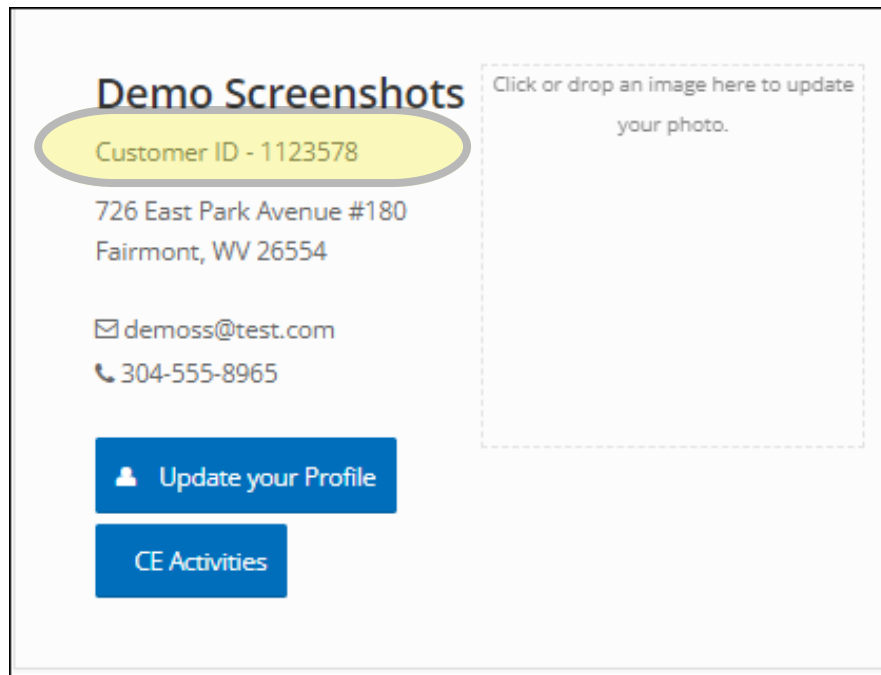 Demo Screenshots
Customer ID - 1123578
726 East Park Avenue #180
Fairmont, WV 26554
demoss@test.com
304-555-8965
Update your Profile
CE Activities
Click or drop an image here to update
your photo.